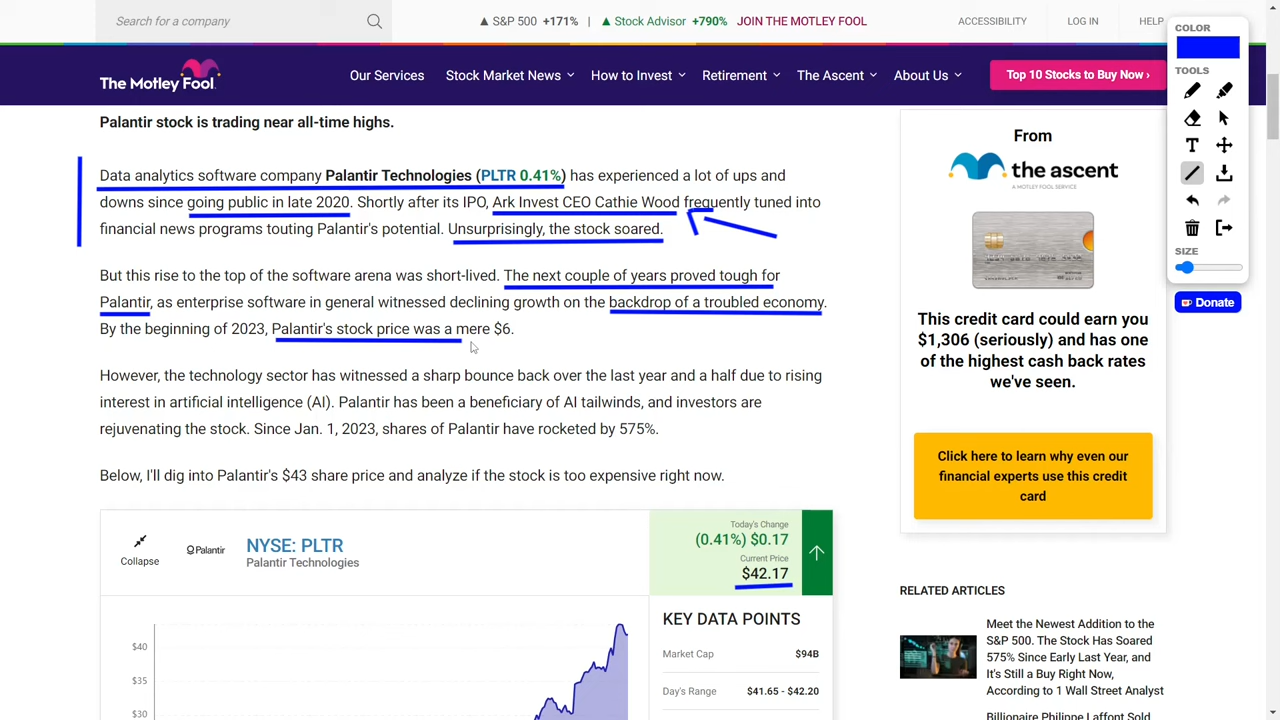 Search for a company
▲ S&P 500 +171% | ▲ Stock Advisor +790% JOIN THE MOTLEY FOOL
ACCESSIBILITY LOG IN HELP
The Motley Fool
Our Services Stock Market News How to Invest Retirement The Ascent About Us
Top 10 Stocks to Buy Now ›
COLOR
TOOLS
T
SIZE
Donate
Palantir stock is trading near all-time highs.
Data analytics software company Palantir Technologies (PLTR 0.41%) has experienced a lot of ups and
downs since going public in late 2020. Shortly after its IPO, Ark Invest CEO Cathie Wood frequently tuned into
financial news programs touting Palantir's potential. Unsurprisingly, the stock soared.
But this rise to the top of the software arena was short-lived. The next couple of years proved tough for
Palantir, as enterprise software in general witnessed declining growth on the backdrop of a troubled economy.
By the beginning of 2023, Palantir's stock price was a mere $6.
However, the technology sector has witnessed a sharp bounce back over the last year and a half due to rising
interest in artificial intelligence (AI). Palantir has been a beneficiary of AI tailwinds, and investors are
rejuvenating the stock. Since Jan. 1, 2023, shares of Palantir have rocketed by 575%.
Below, I'll dig into Palantir's $43 share price and analyze if the stock is too expensive right now.
Collapse
Palantir
NYSE: PLTR
Palantir Technologies
Today's Change
(0.41%) $0.17
Current Price
$42.17
$40
$35
$30
KEY DATA POINTS
Market Cap $94B
Day's Range $41.65 - $42.20
From
the ascent
A MOTLEY FOOL SERVICE
This credit card could earn you
$1,306 (seriously) and has one
of the highest cash back rates
we've seen.
Click here to learn why even our
financial experts use this credit
card
RELATED ARTICLES
Meet the Newest Addition to the
S&P 500. The Stock Has Soared
575% Since Early Last Year, and
It's Still a Buy Right Now,
According to 1 Wall Street Analyst
Billionaire Philippe Laffont Sold